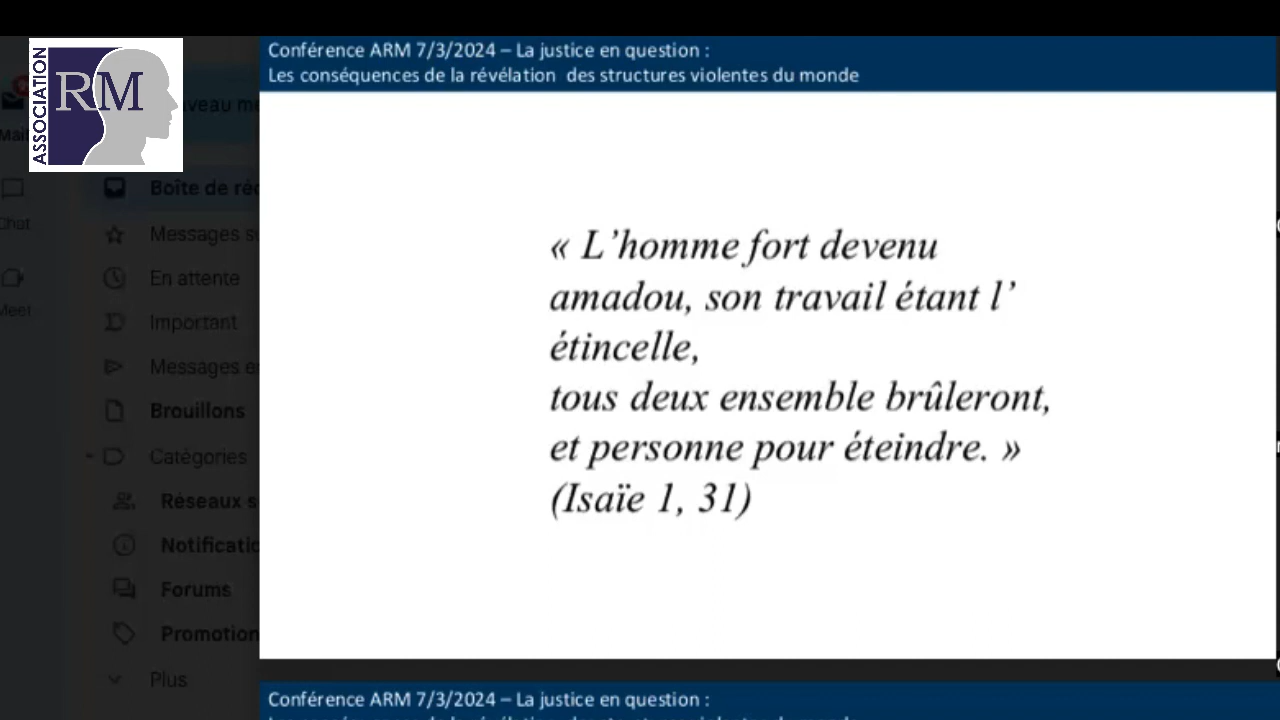 ASSOCIATION
RM
Conférence ARM 7/3/2024 – La justice en question :
Les conséquences de la révélation des structures violentes du monde
Mail
Chat
Meet
Boîte de
Messages
En attente
Important
Messages
Brouillons
Catégories
Réseaux
Forums
Plus
« L’homme fort devenu
amadou, son travail étant l’
étincelle,
tous deux ensemble brûleront,
et personne pour éteindre. »
(Isaïe 1, 31)
Conférence ARM 7/3/2024 – La justice en question :